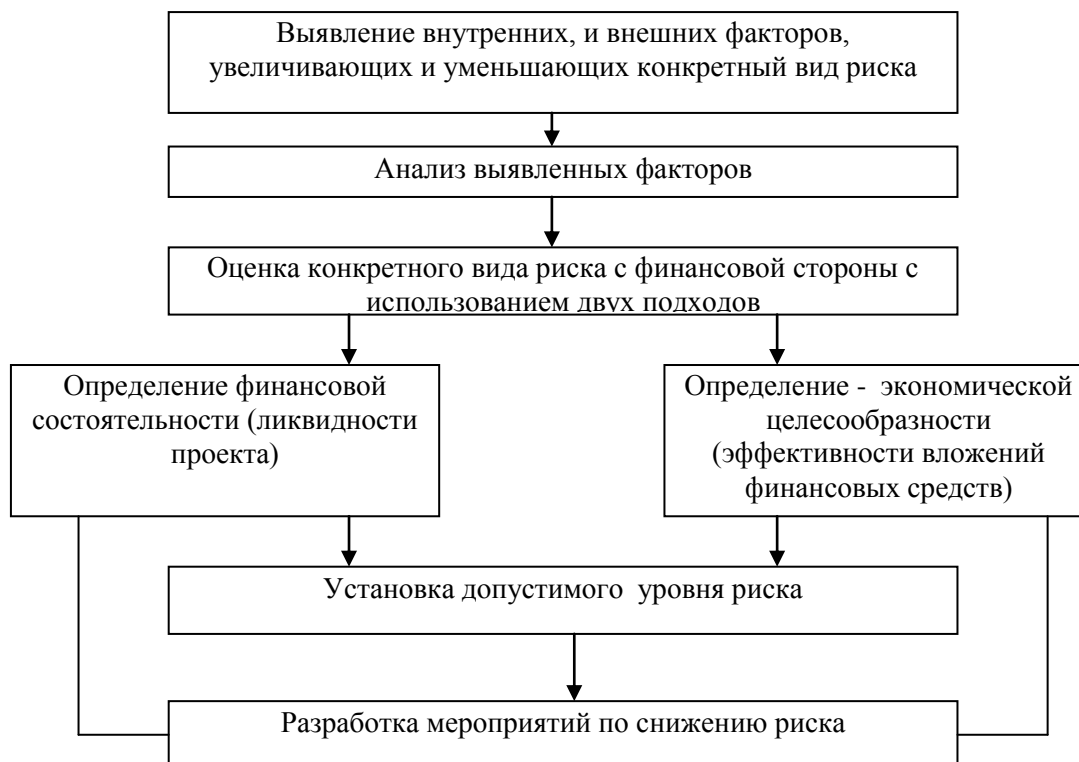 Выявление внутренних, и внешних факторов,
увеличивающих и уменьшающих конкретный вид риска
Анализ выявленных факторов
Оценка конкретного вида риска с финансовой стороны с
использованием двух подходов
Определение финансовой
состоятельности (ликвидности
проекта)
Определение - экономической
целесообразности
(эффективности вложений
финансовых средств)
Установка допустимого уровня риска
Разработка мероприятий по снижению риска